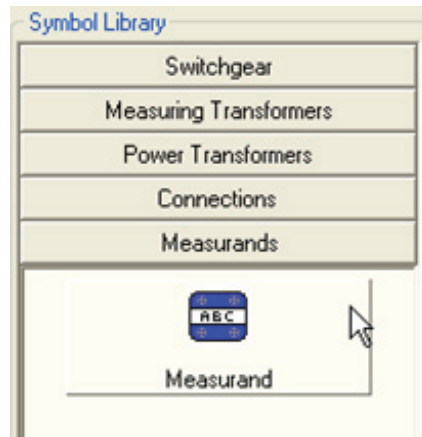 Symbol Library
Switchgear
Measuring Transformers
Power Transformers
Connections
Measurands
ABC
Measurand